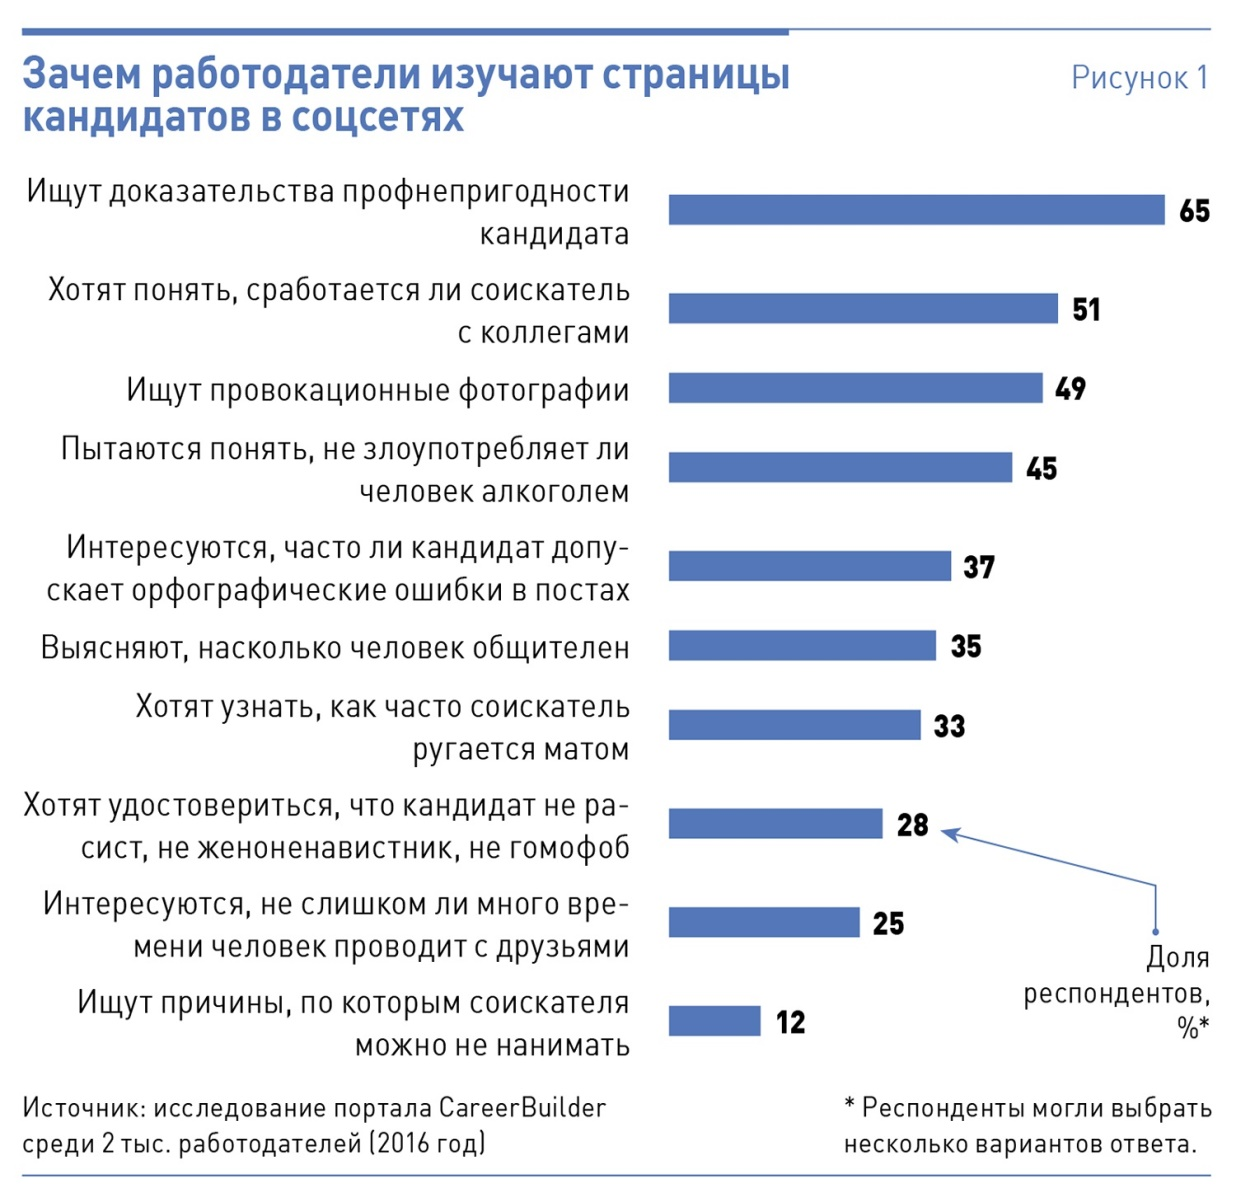 Зачем работодатели изучают страницы
кандидатов в соцсетях
Рисунок 1
Ищут доказательства профнепригодности
кандидата
65
Хотят понять, сработается ли соискатель
с коллегами
51
Ищут провокационные фотографии
49
Пытаются понять, не злоупотребляет ли
человек алкоголем
45
Интересуются, часто ли кандидат допу-
скает орфографические ошибки в постах
37
Выясняют, насколько человек общителен
35
Хотят узнать, как часто соискатель
ругается матом
33
Хотят удостовериться, что кандидат не ра-
сист, не женоненавистник, не гомофоб
28
Интересуются, не слишком ли много вре-
мени человек проводит с друзьями
25
Доля
респондентов,
%*
Ищут причины, по которым соискателя
можно не нанимать
12
Источник: исследование портала CareerBuilder
среди 2 тыс. работодателей (2016 год)
* Респонденты могли выбрать
несколько вариантов ответа.